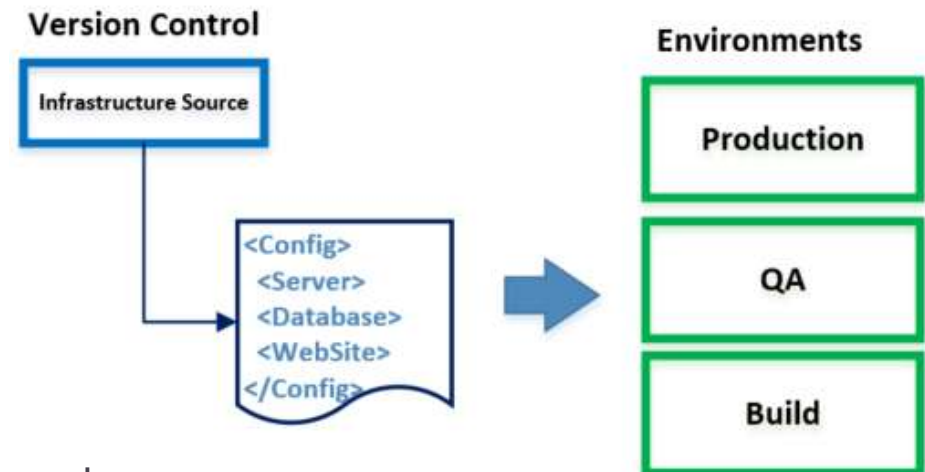 Version Control
Infrastructure Source
<Config>
<Server>
<Database>
<WebSite>
</Config>
Environments
Production
QA
Build